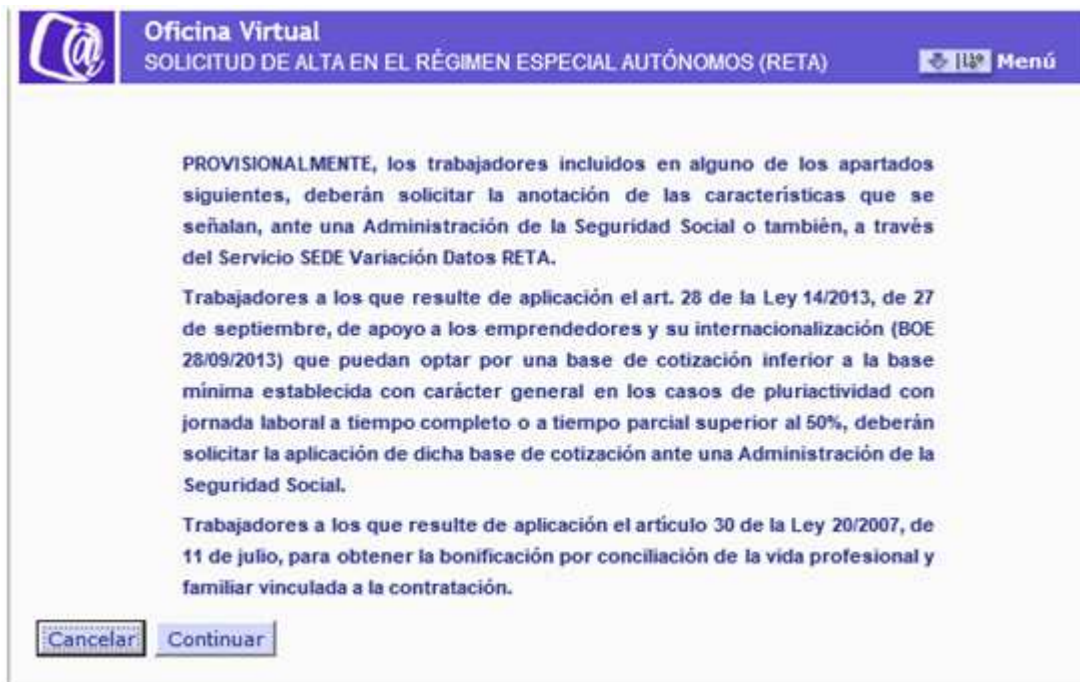 Oficina Virtual
SOLICITUD DE ALTA EN EL RÉGIMEN ESPECIAL AUTÓNOMOS (RETA)
Menú
PROVISIONALMENTE, los trabajadores incluidos en alguno de los apartados
siguientes, deberán solicitar la anotación de las características que se
señalan, ante una Administración de la Seguridad Social o también, a través
del Servicio SEDE Variación Datos RETA.
Trabajadores a los que resulte de aplicación el art. 28 de la Ley 14/2013, de 27
de septiembre, de apoyo a los emprendedores y su internacionalización (BOE
28/09/2013) que puedan optar por una base de cotización inferior a la base
mínima establecida con carácter general en los casos de pluriactividad con
jornada laboral a tiempo completo o a tiempo parcial superior al 50%, deberán
solicitar la aplicación de dicha base de cotización ante una Administración de la
Seguridad Social.
Trabajadores a los que resulte de aplicación el artículo 30 de la Ley 20/2007, de
11 de julio, para obtener la bonificación por conciliación de la vida profesional y
familiar vinculada a la contratación.
Cancelar Continuar